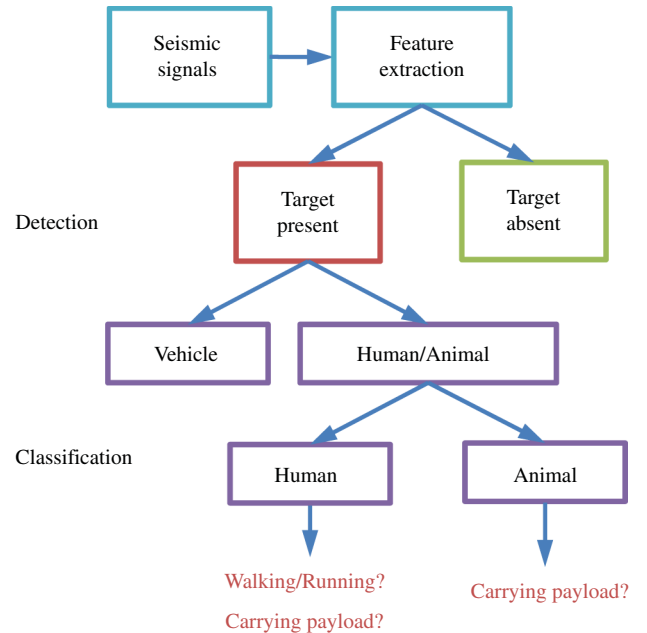 Seismic
signals
Feature
extraction
Detection
Target
present
Target
absent
Vehicle
Human/Animal
Classification
Human
Animal
Walking/Running?
Carrying payload?
Carrying payload?